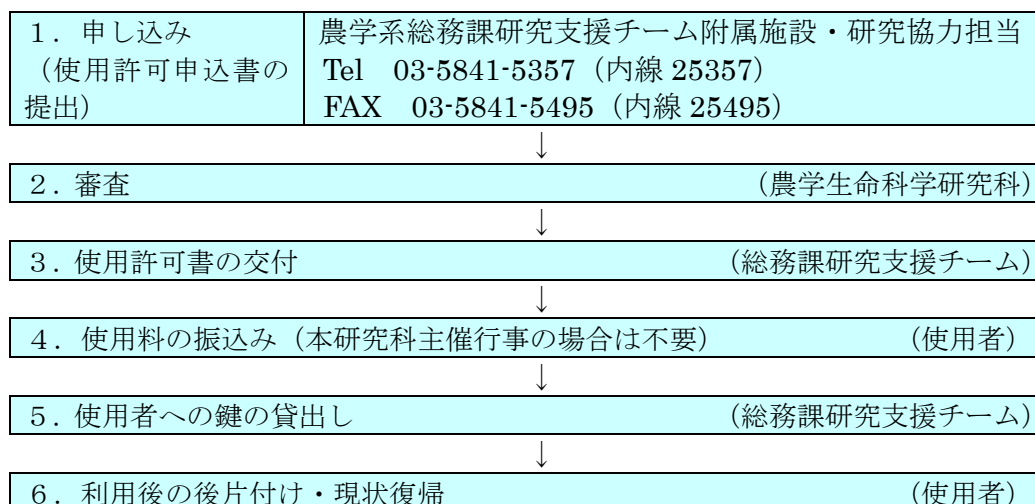 １．申し込み
（使用許可申込書の
提出）
農学系総務課研究支援チーム附属施設・研究協力担当
Tel　03-5841-5357（内線 25357）
FAX　03-5841-5495（内線 25495）
↓
２．審査　（農学生命科学研究科）
↓
３．使用許可書の交付　（総務課研究支援チーム）
↓
４．使用料の振込み（本研究科主催行事の場合は不要）　（使用者）
↓
５．使用者への鍵の貸出し　（総務課研究支援チーム）
↓
６．利用後の後片付け・現状復帰　（使用者）